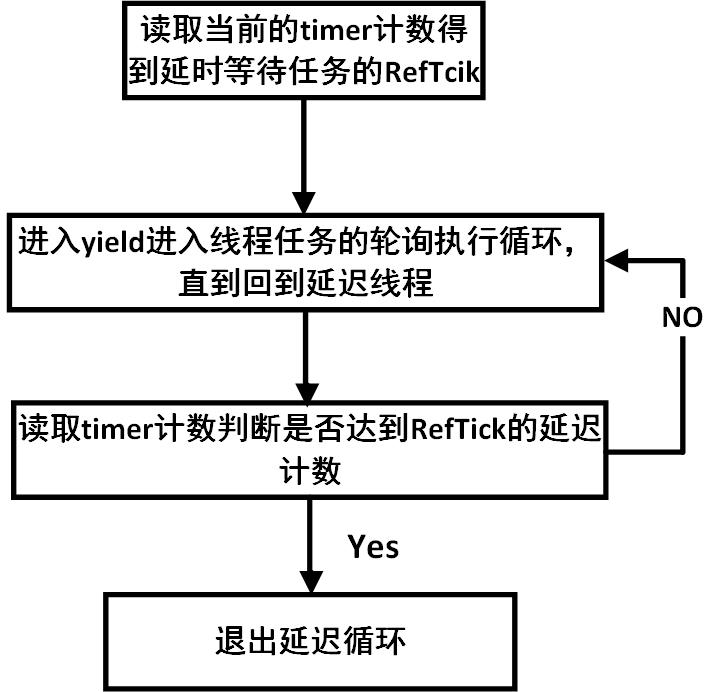 读取当前的timer计数得
到延时等待任务的RefTcik
进入yield进入线程任务的轮询执行循环，
直到回到延迟线程
NO
读取timer计数判断是否达到RefTick的延迟
计数
Yes
退出延迟循环